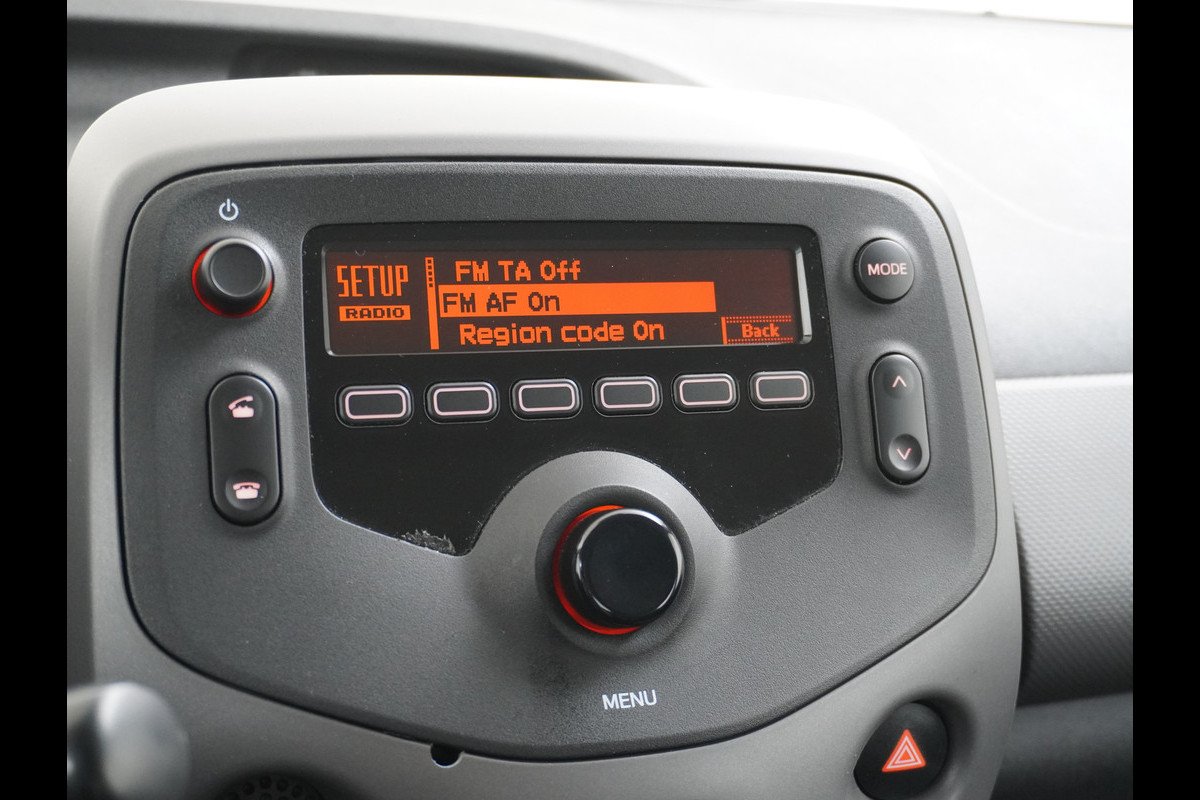 SETUP
RADIO
FM TA Off
FM AF On
Region code On
Back
MODE
MENU